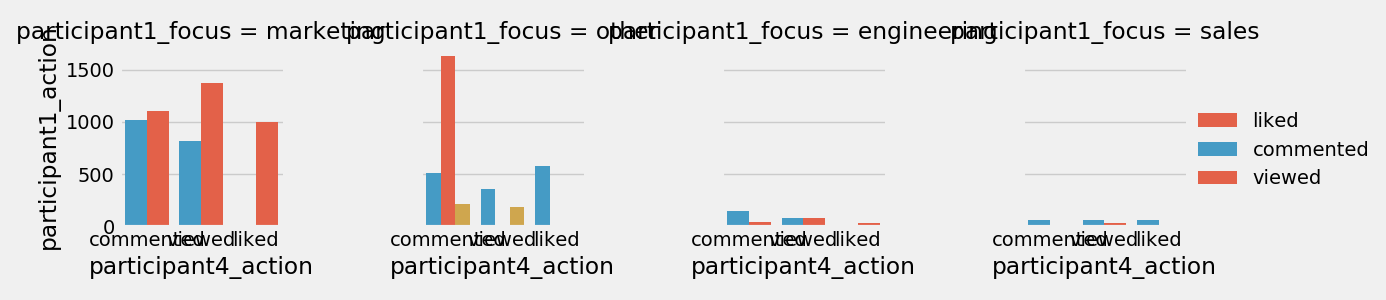 participant1_focus = marketing
participant1_focus = other
participant1_focus = engineering
participant1_focus = sales
participant1_action
1500
1000
500
0
commented viewed liked
commented viewed liked
commented viewed liked
commented viewed liked
participant4_action
participant4_action
participant4_action
participant4_action
liked
commented
viewed